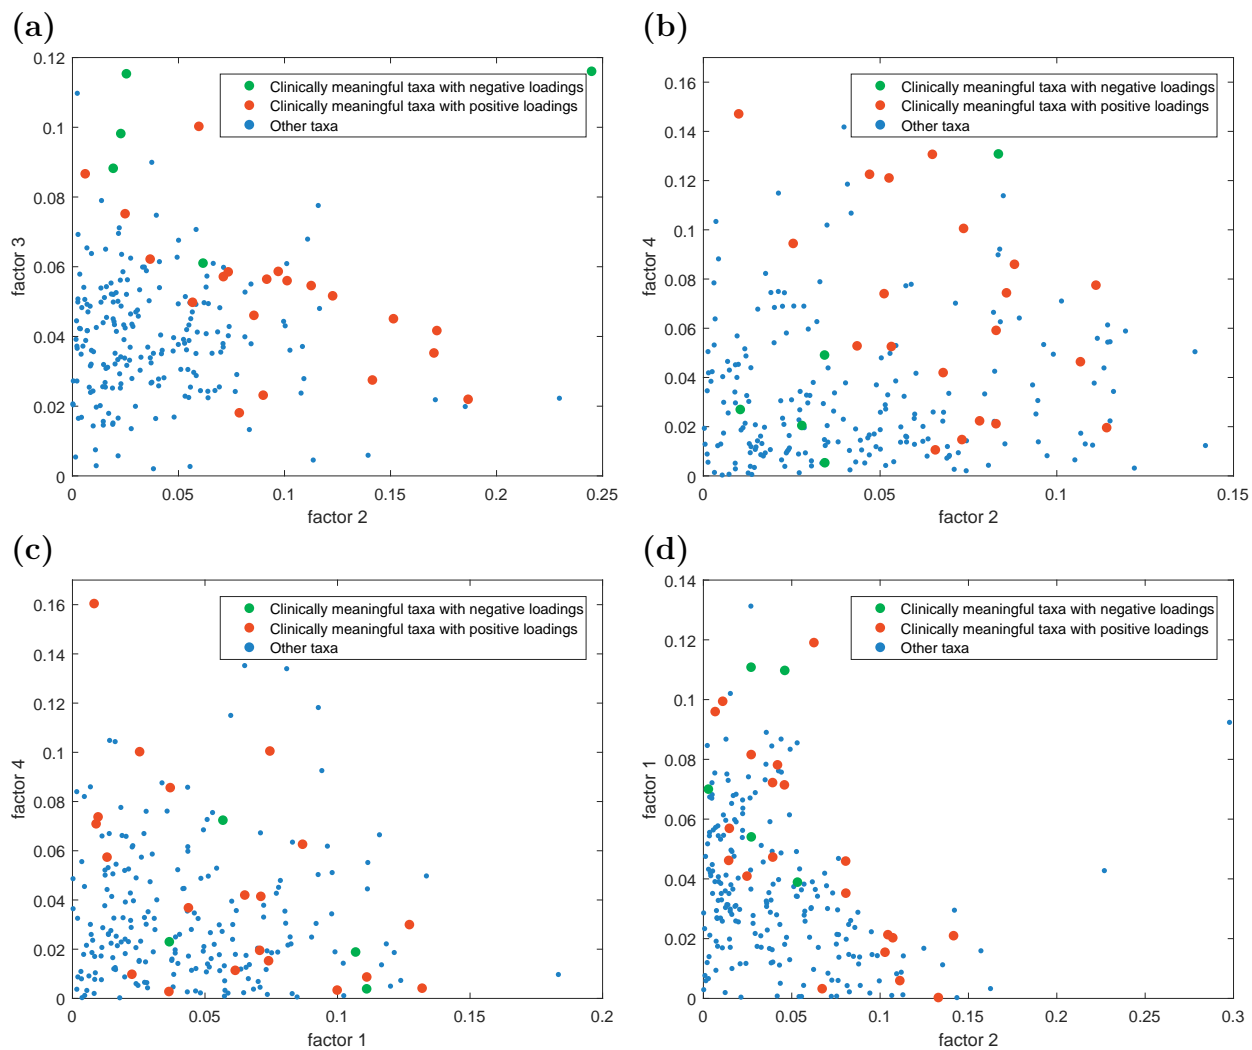 (a)
0.12
0.1
0.08
0.06
0.04
0.02
0
factor 3
Clinically meaningful taxa with negative loadings
Clinically meaningful taxa with positive loadings
Other taxa
0 0.05 0.1 0.15 0.2 0.25
factor 2
(b)
0.16
0.14
0.12
0.1
0.08
0.06
0.04
0.02
0
factor 4
Clinically meaningful taxa with negative loadings
Clinically meaningful taxa with positive loadings
Other taxa
0 0.05 0.1 0.15
factor 2
(c)
0.16
0.14
0.12
0.1
0.08
0.06
0.04
0.02
0
factor 4
Clinically meaningful taxa with negative loadings
Clinically meaningful taxa with positive loadings
Other taxa
0 0.05 0.1 0.15 0.2
factor 1
(d)
0.14
0.12
0.1
0.08
0.06
0.04
0.02
0
factor 1
Clinically meaningful taxa with negative loadings
Clinically meaningful taxa with positive loadings
Other taxa
0 0.05 0.1 0.15 0.2 0.25 0.3
factor 2